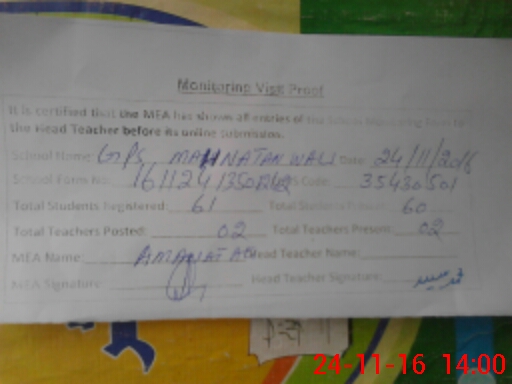 Monitoring Visit Proof
It is certified that the MEA has shown all entries of the School Monitoring Form to
the Head Teacher before its online submission.
School Name: GPS, NATAN WALI Date: 24/11/2016
School Form No: Code: 35430501
Total Students Registered: 61 Total Students Present: 60
Total Teachers Posted: 02 Total Teachers Present: 02
MEA Name: AMANAT ALI Head Teacher Name:
MEA Signature: Head Teacher Signature:
24-11-16 14:00